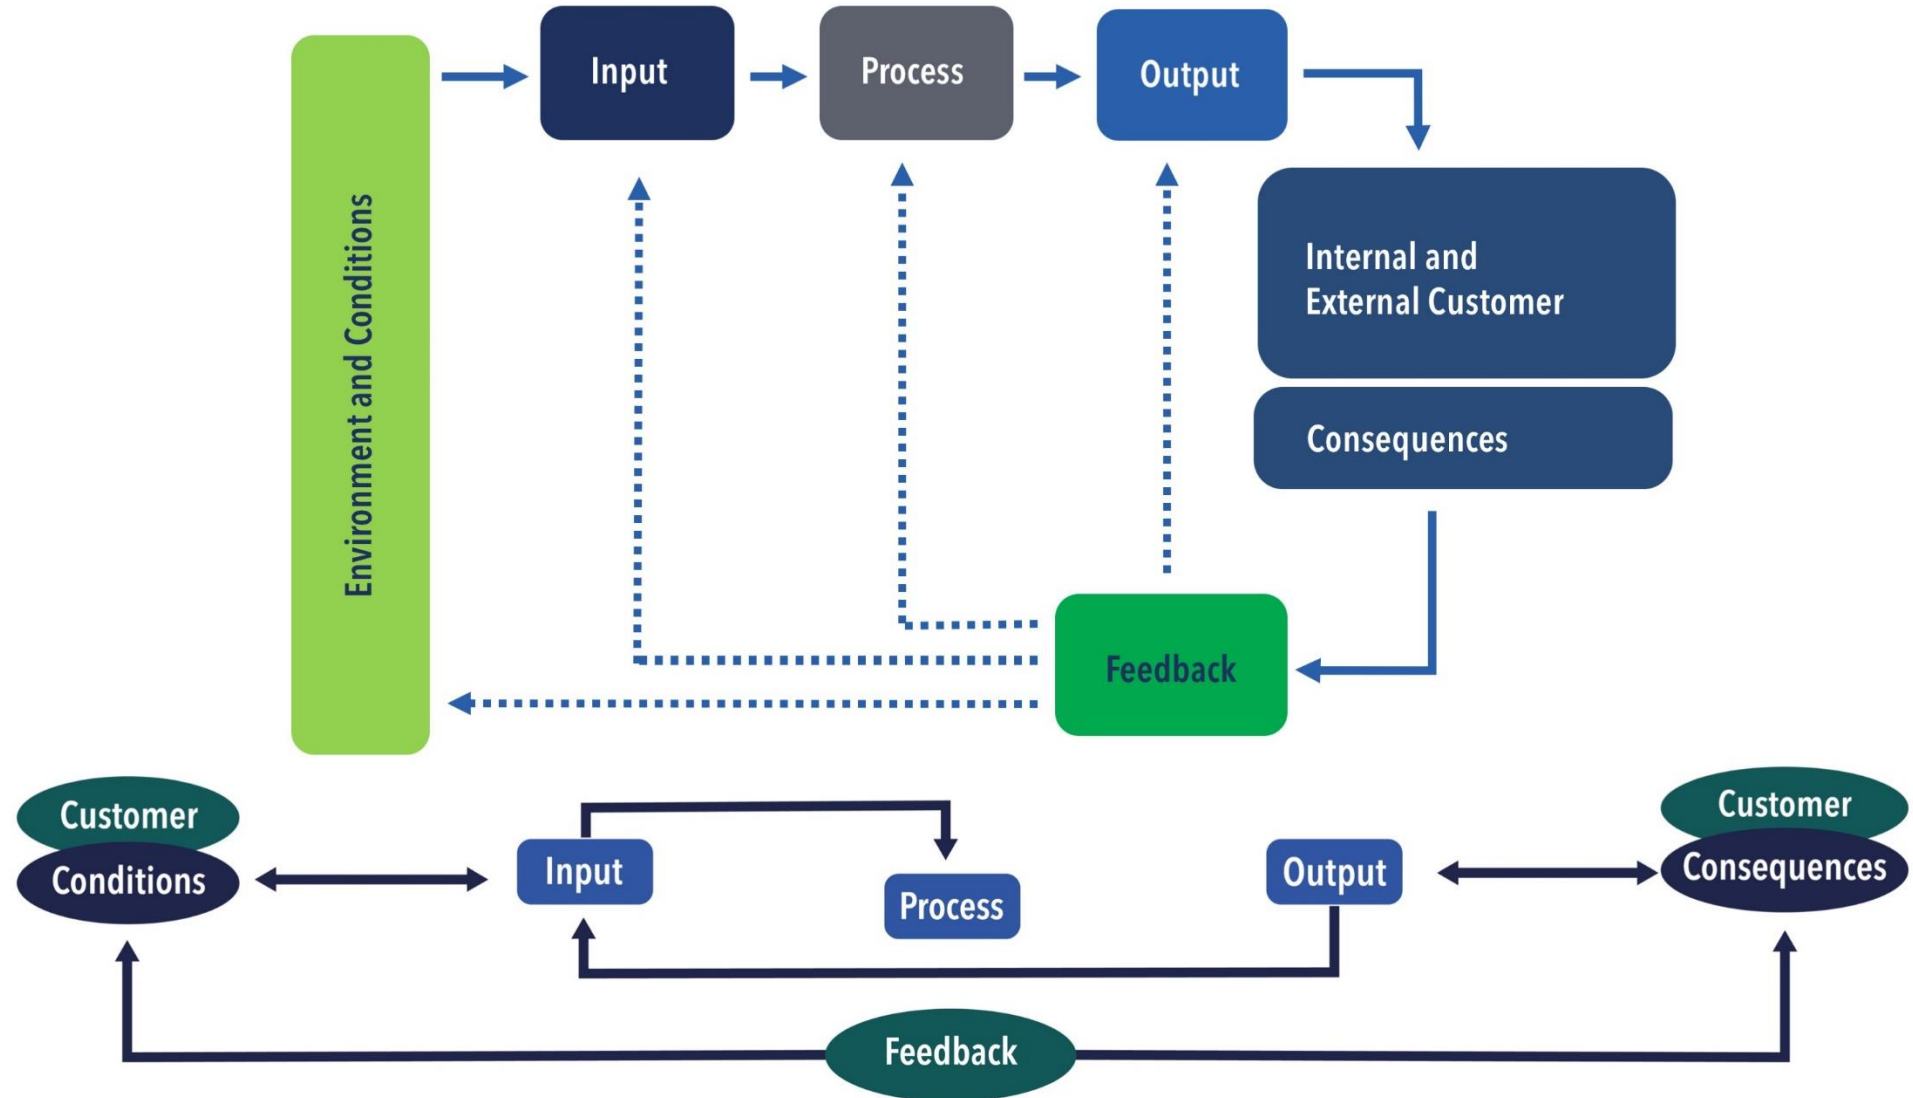 Input
Process
Output
Environment and Conditions
Internal and
External Customer
Consequences
Feedback
Customer
Conditions
Input
Process
Output
Customer
Consequences
Feedback